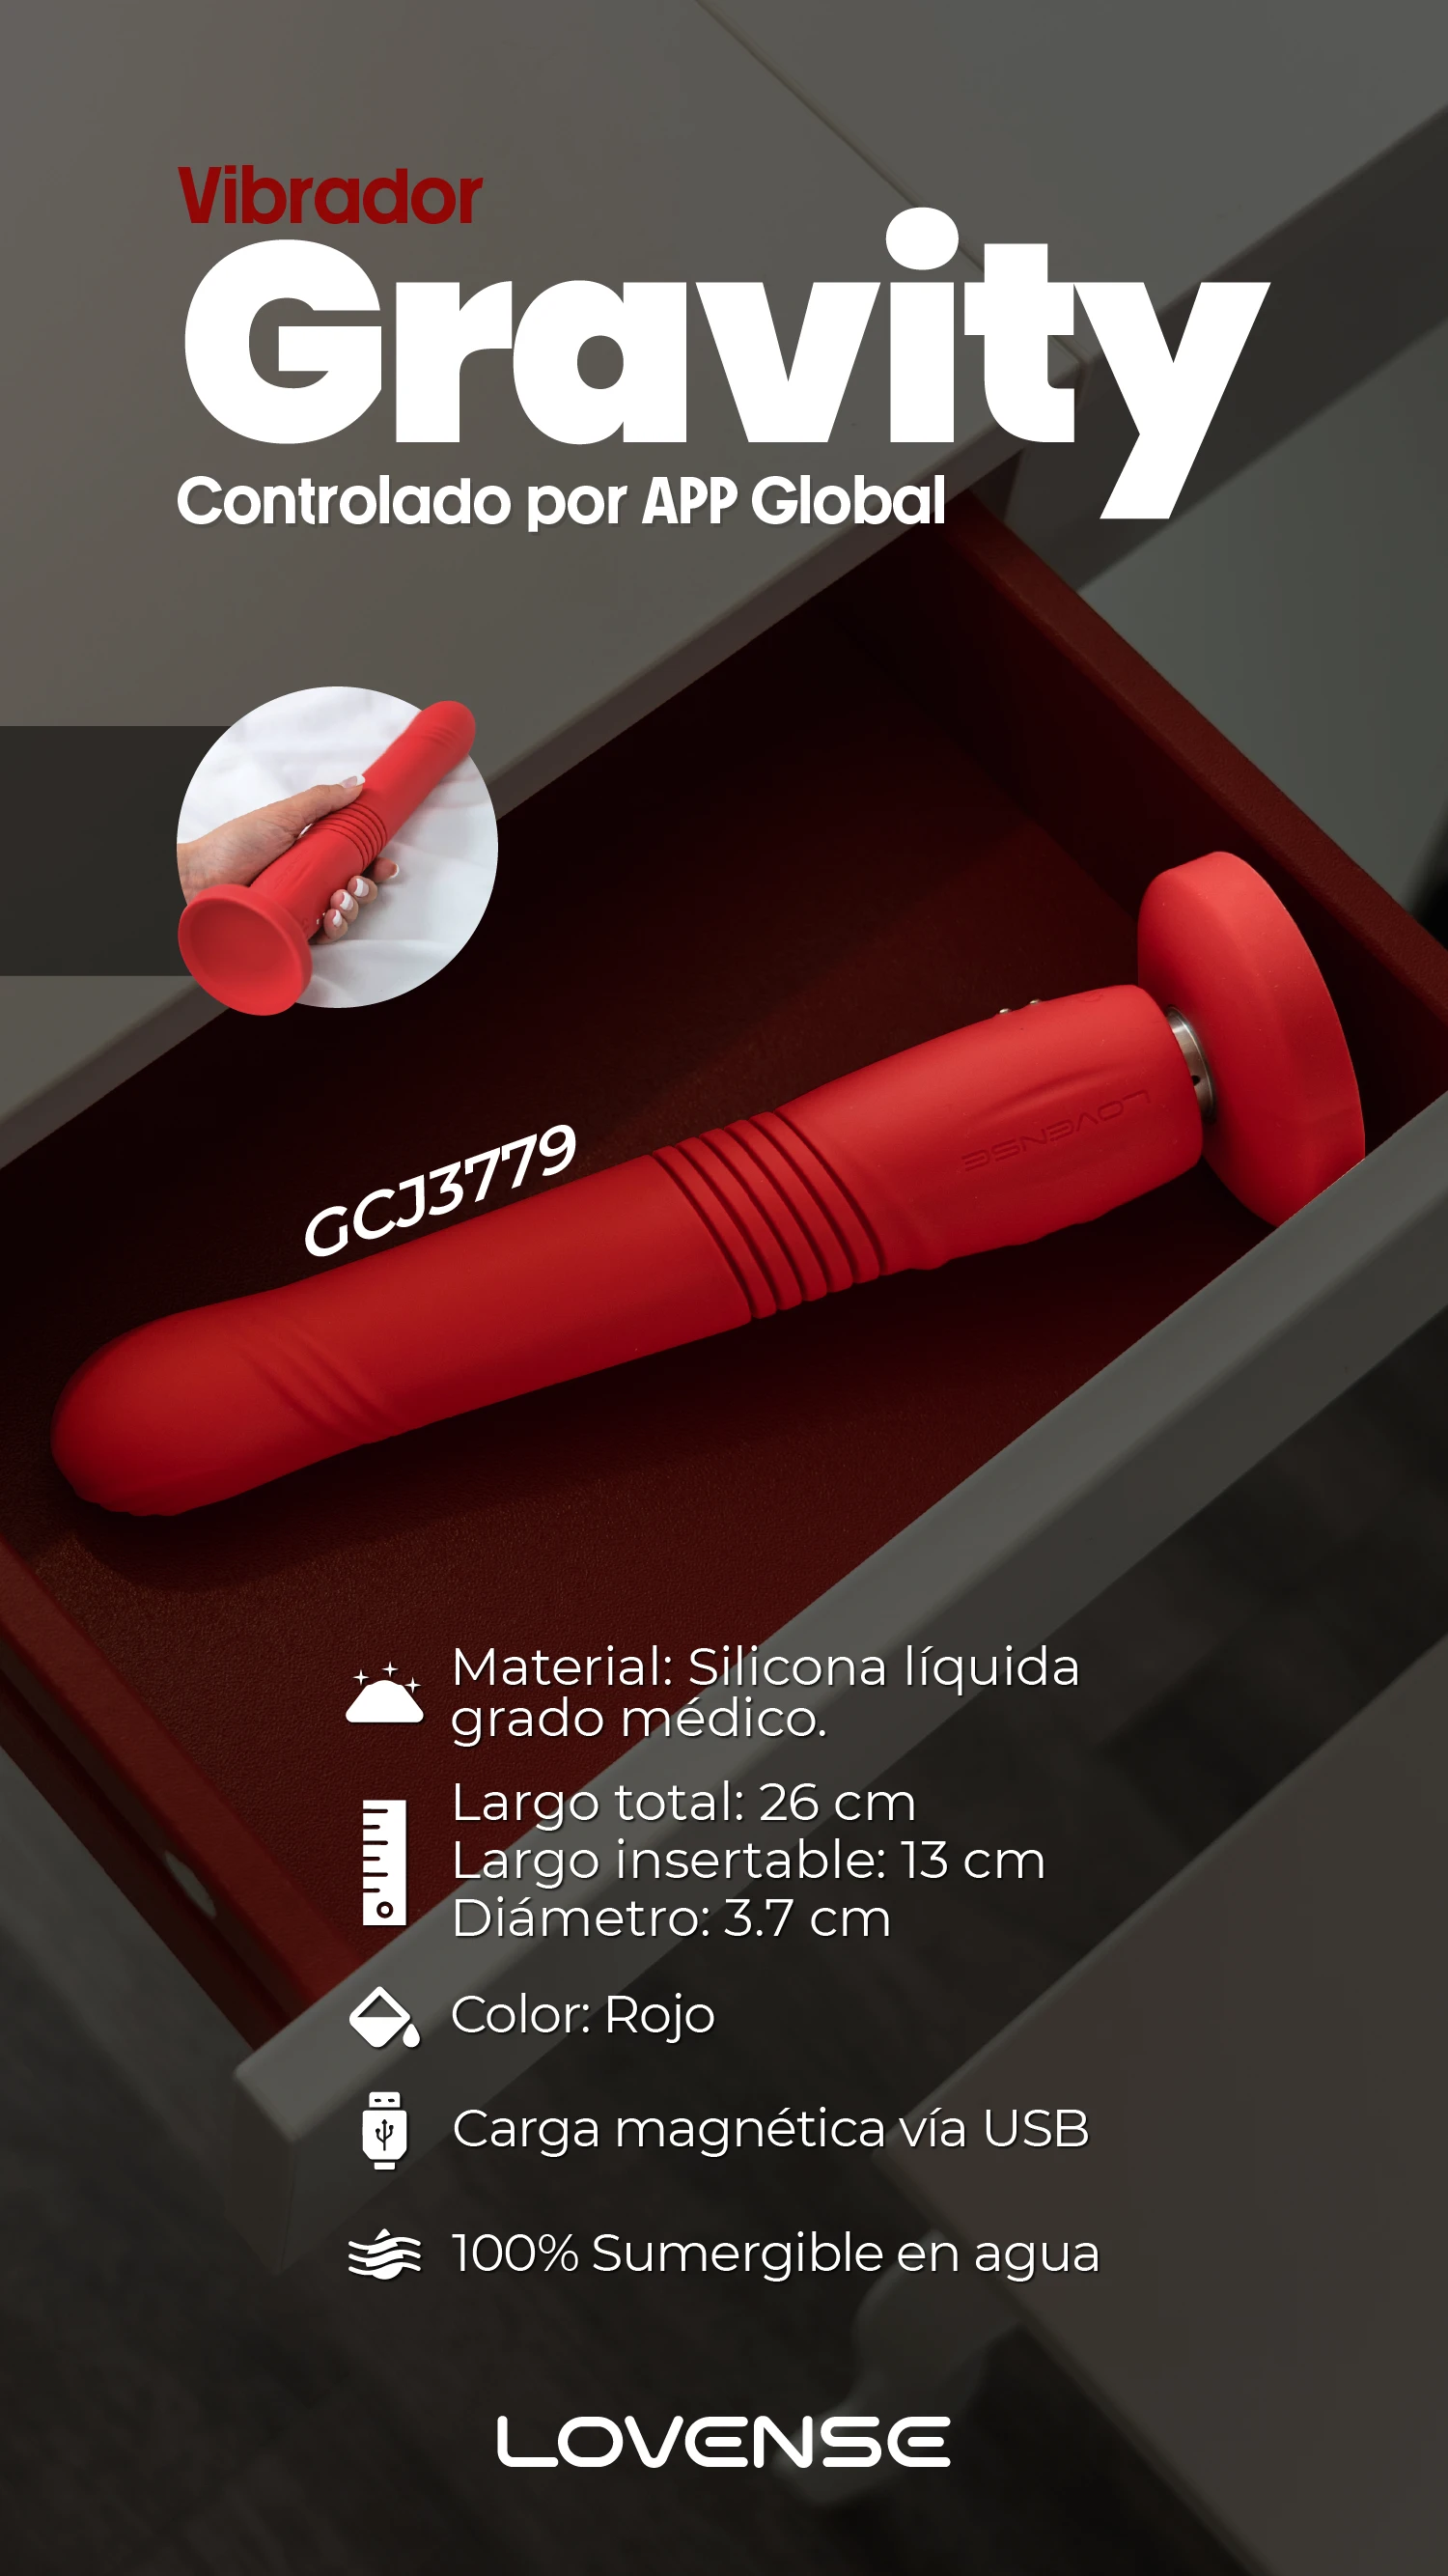 Vibrador
Gravity
Controlado por APP Global
GCJ3779
LOVENSE
Material: Silicona líquida
grado médico.
Largo total: 26 cm
Largo insertable: 13 cm
Diámetro: 3.7 cm
Color: Rojo
Carga magnética vía USB
100% Sumergible en agua
LOVENSE